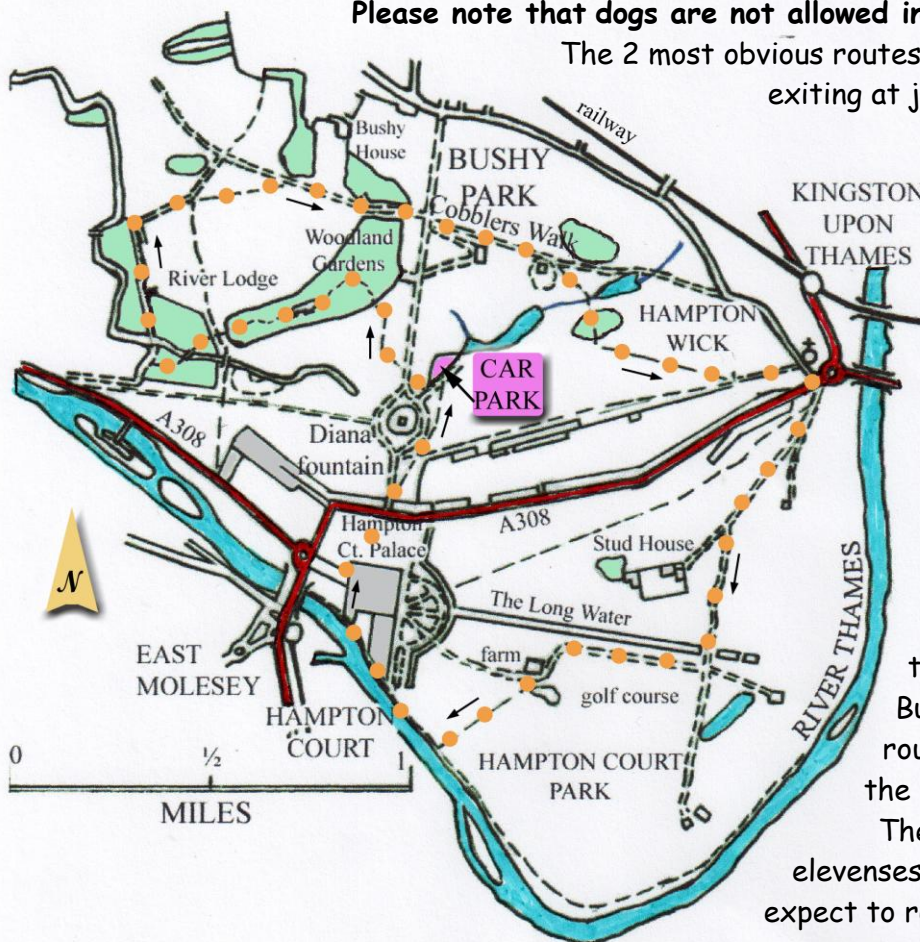 Please note that dogs are not allowed in
The 2 most obvious routes
exiting at j
railway
Bushy
House
BUSHY
PARK
Cobblers Walk
KINGSTON
UPON
THAMES
Woodland
Gardens
River Lodge
HAMPTON
WICK
CAR
PARK
A308
Diana
fountain
A308
Hampton
Ct. Palace
Stud House
N
The Long Water
EAST
MOLESEY
farm
golf course
RIVER THAMES
HAMPTON
COURT
HAMPTON COURT
PARK
0 ½ 1
MILES
t
Bu
rou
the
The
elevenses
expect to r